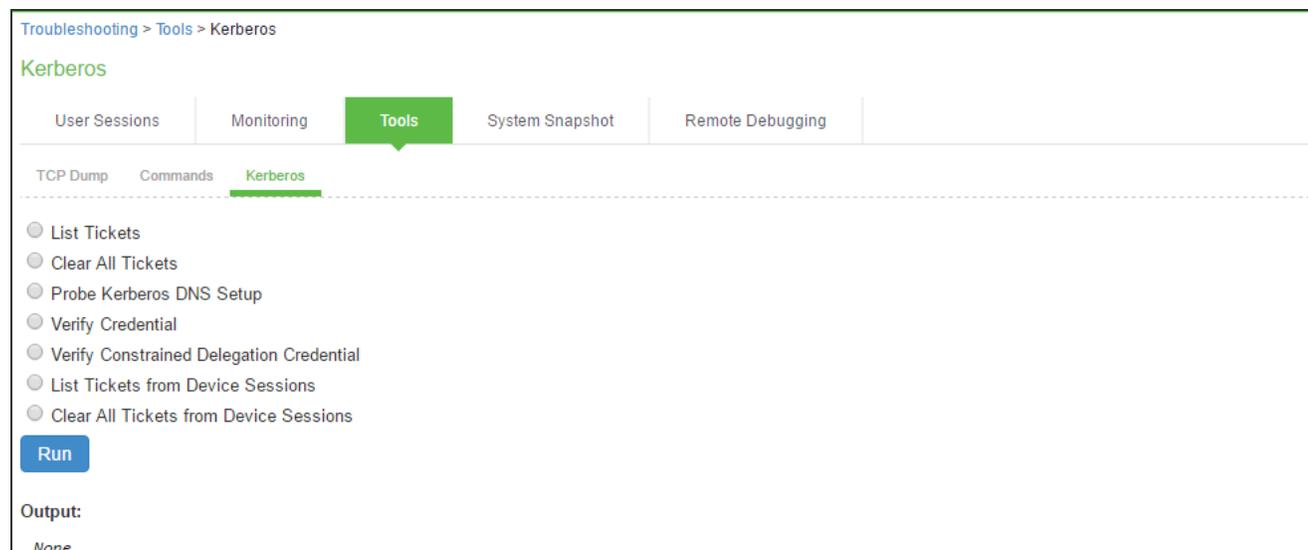 Troubleshooting > Tools > Kerberos
Kerberos
User Sessions Monitoring Tools System Snapshot Remote Debugging
TCP Dump Commands Kerberos
List Tickets
Clear All Tickets
Probe Kerberos DNS Setup
Verify Credential
Verify Constrained Delegation Credential
List Tickets from Device Sessions
Clear All Tickets from Device Sessions
Run
Output:
None